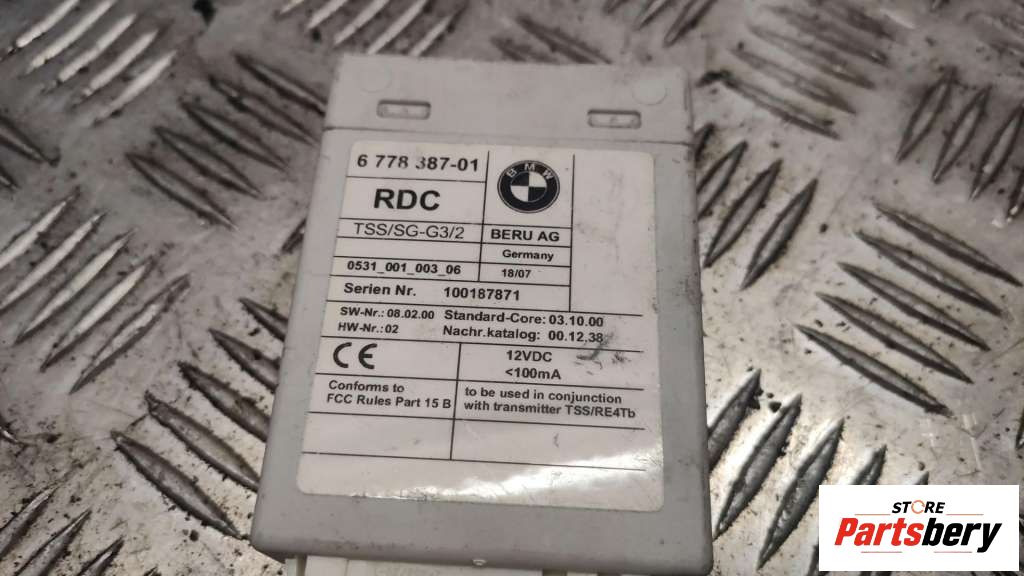 6 778 387-01
BMW
RDC
TSS/SG-G3/2
BERU AG
Germany
0531_001_003_06
18/07
Serien Nr. 100187871
SW-Nr.: 08.02.00 Standard-Core: 03.10.00
HW-Nr.: 02 Nachr.katalog: 00.12.38
CE
12VDC
<100mA
Conforms to
FCC Rules Part 15 B
to be used in conjunction
with transmitter TSS/RE4Tb
STORE
Partsbery